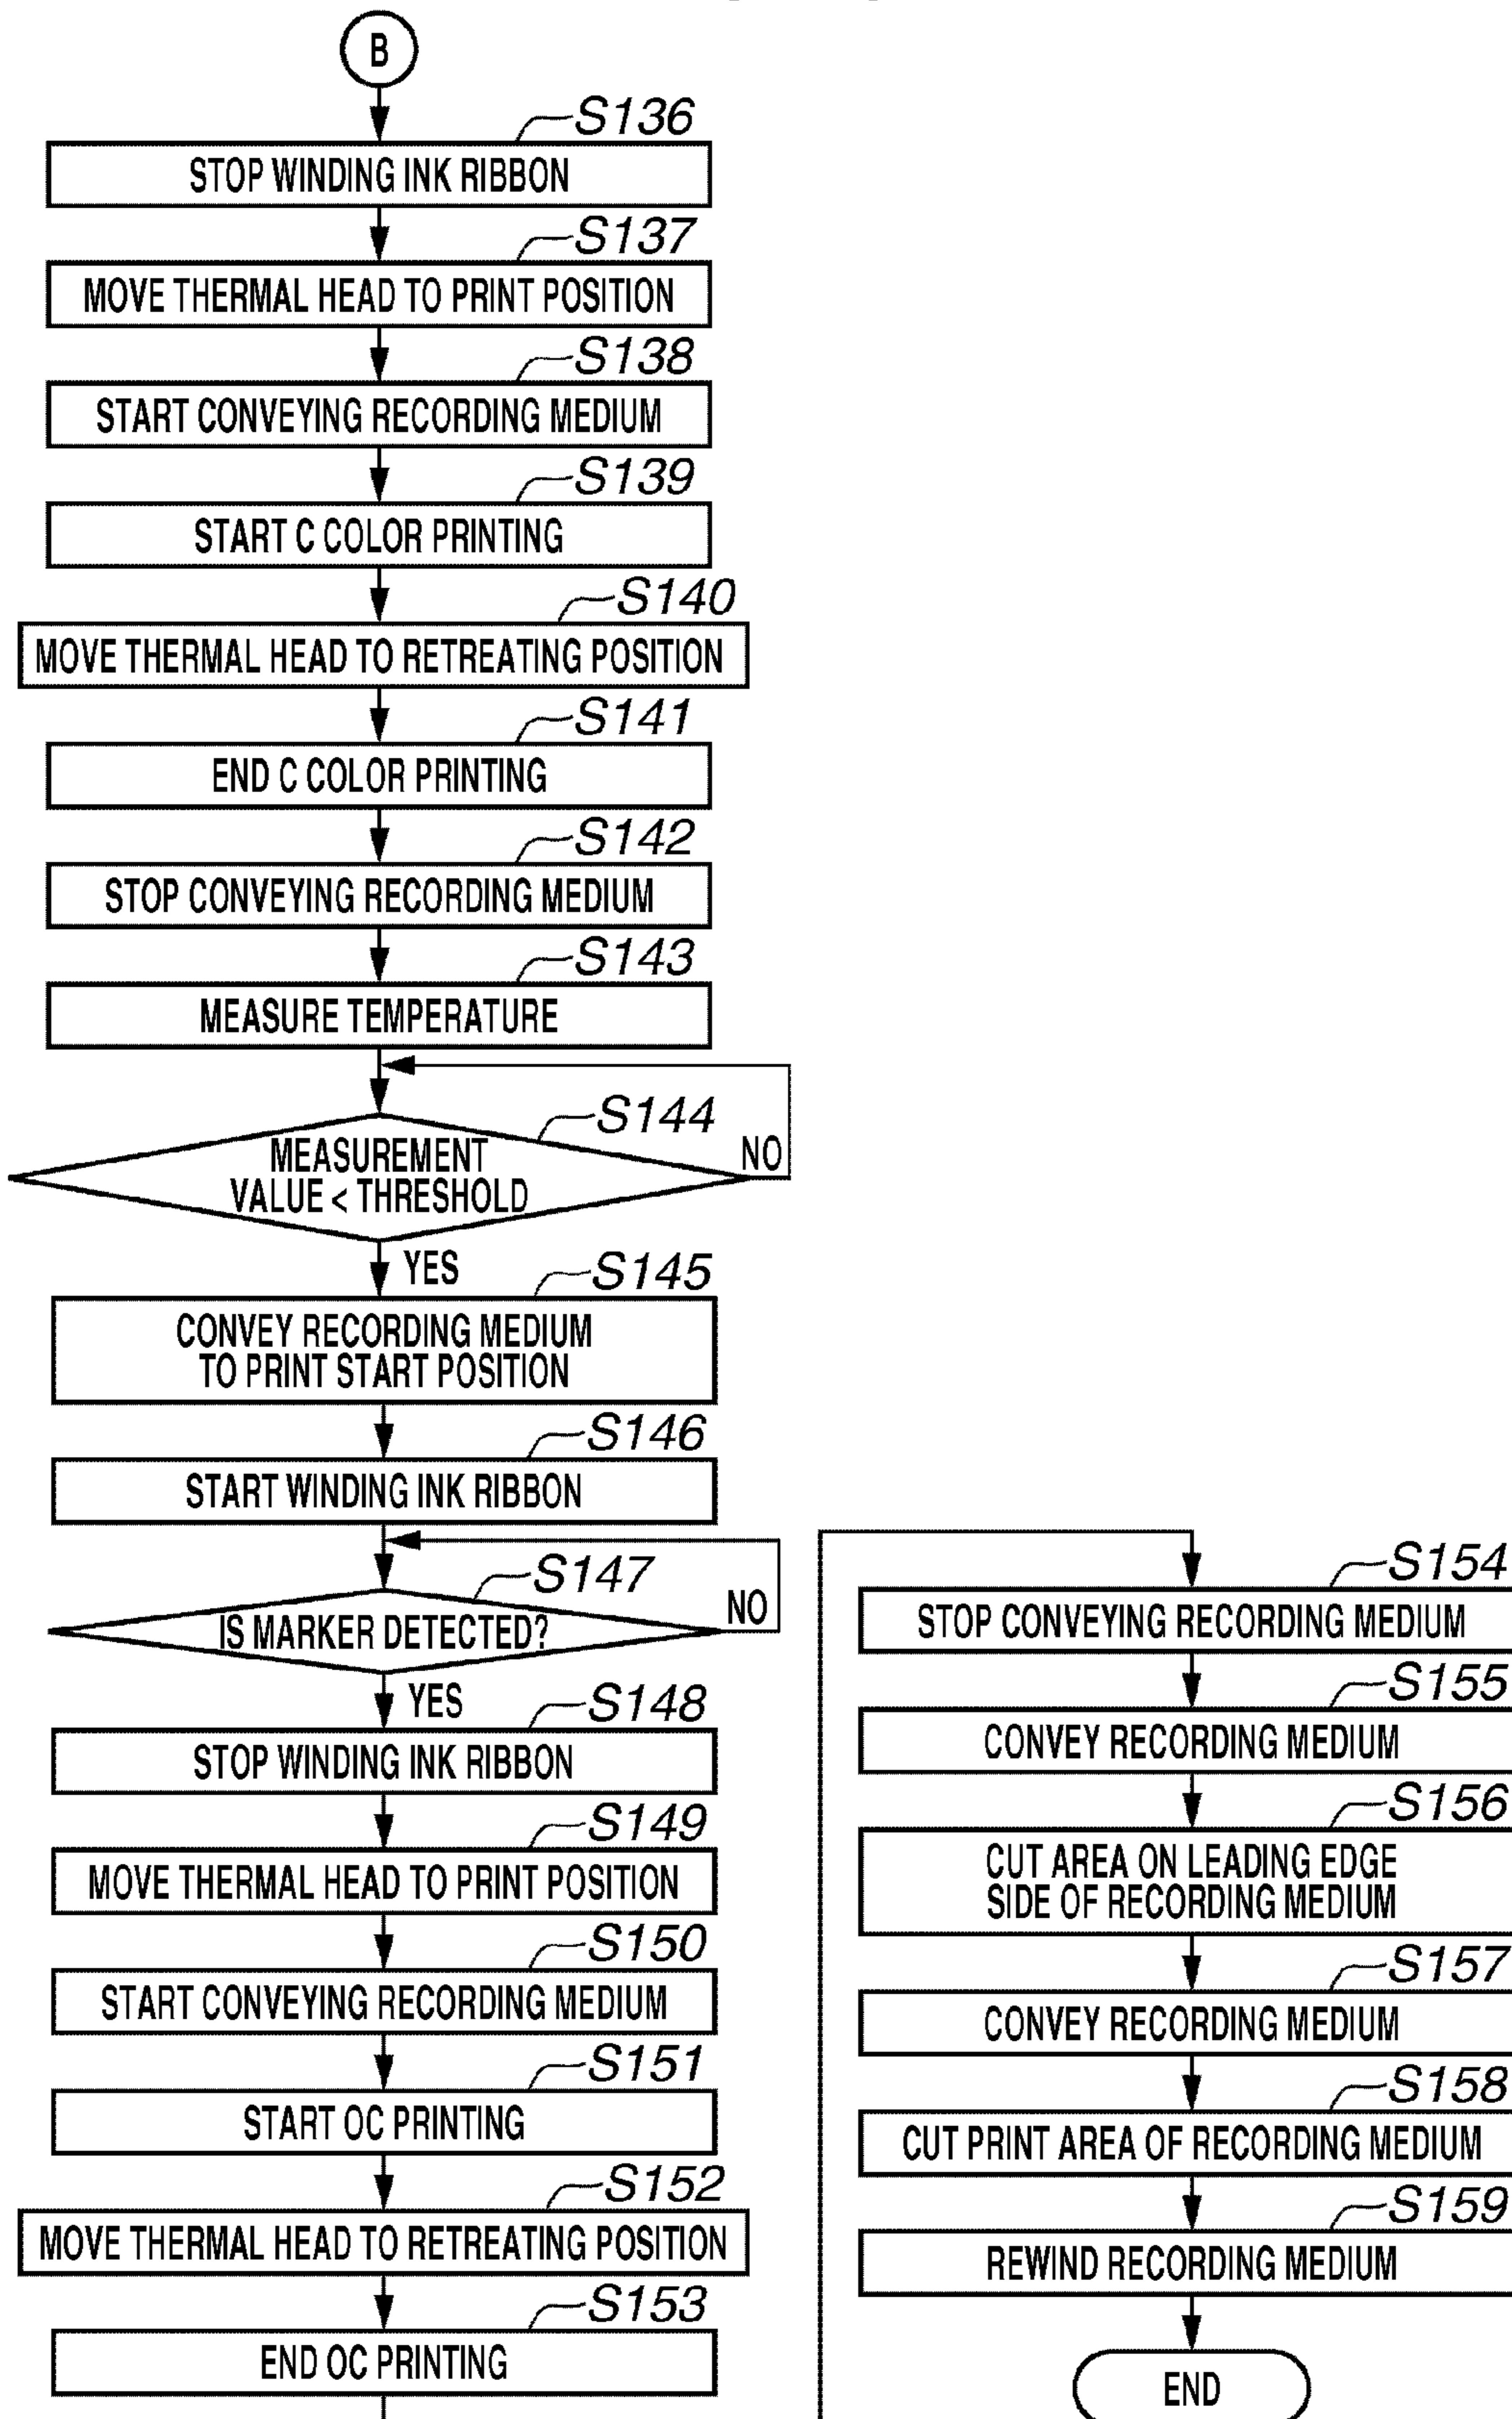 B
S136
STOP WINDING INK RIBBON
S137
MOVE THERMAL HEAD TO PRINT POSITION
S138
START CONVEYING RECORDING MEDIUM
S139
START C COLOR PRINTING
S140
MOVE THERMAL HEAD TO RETREATING POSITION
S141
END C COLOR PRINTING
S142
STOP CONVEYING RECORDING MEDIUM
S143
MEASURE TEMPERATURE
S144
MEASUREMENT
VALUE < THRESHOLD
NO
YES
S145
CONVEY RECORDING MEDIUM
TO PRINT START POSITION
S146
START WINDING INK RIBBON
S147
IS MARKER DETECTED?
NO
YES
S148
STOP WINDING INK RIBBON
S149
MOVE THERMAL HEAD TO PRINT POSITION
S150
START CONVEYING RECORDING MEDIUM
S151
START OC PRINTING
S152
MOVE THERMAL HEAD TO RETREATING POSITION
S153
END OC PRINTING
S154
STOP CONVEYING RECORDING MEDIUM
S155
CONVEY RECORDING MEDIUM
S156
CUT AREA ON LEADING EDGE
SIDE OF RECORDING MEDIUM
S157
CONVEY RECORDING MEDIUM
S158
CUT PRINT AREA OF RECORDING MEDIUM
S159
REWIND RECORDING MEDIUM
END